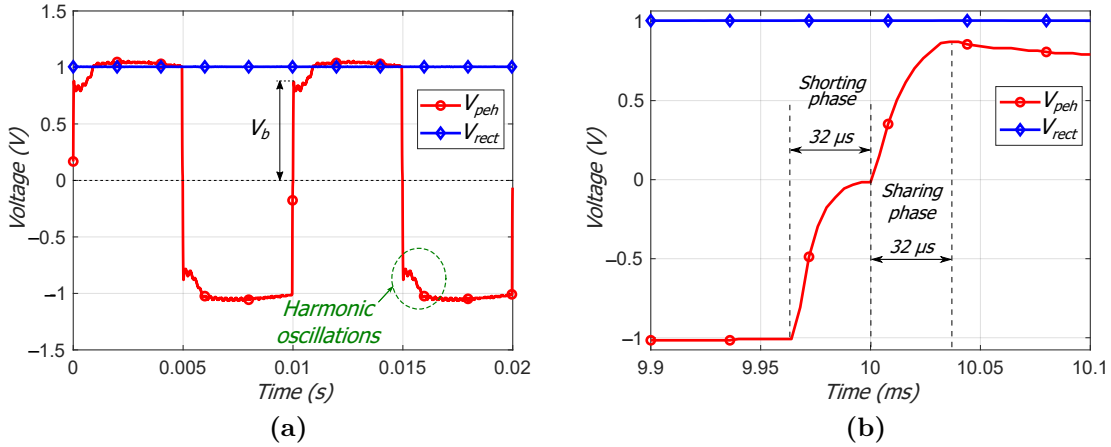 1.5
1
0.5
0
−0.5
−1
−1.5
Voltage (V)
V_b
V_peh
V_rect
Harmonic
oscillations
0
0.005
0.01
0.015
0.02
Time (s)
(a)
1
0.5
0
−0.5
−1
Voltage (V)
Shorting
phase
32 µs
Sharing
phase
32 µs
V_peh
V_rect
9.9
9.95
10
10.05
10.1
Time (ms)
(b)